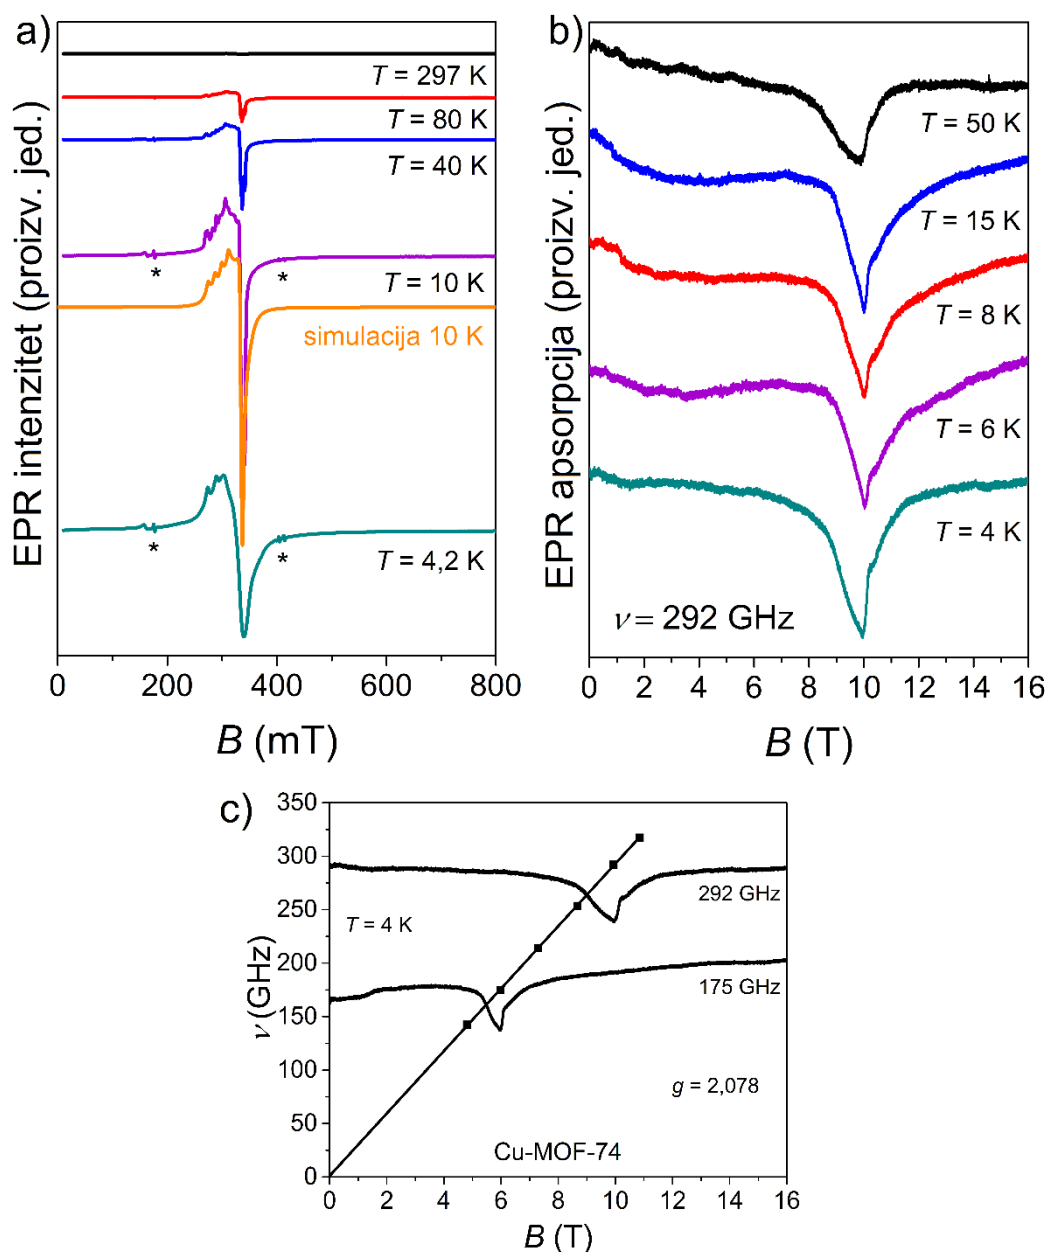 a)
EPR intenzitet (proizv. jed.)
T = 297 K
T = 80 K
T = 40 K
* *
T = 10 K
simulacija 10 K
* *
T = 4,2 K
0 200 400 600 800
B (mT)
b)
EPR apsorpcija (proizv. jed.)
T = 50 K
T = 15 K
T = 8 K
T = 6 K
T = 4 K
ν = 292 GHz
0 2 4 6 8 10 12 14 16
B (T)
c)
ν (GHz)
350
300
250
200
150
100
50
0
292 GHz
T = 4 K
175 GHz
g = 2,078
Cu-MOF-74
0 2 4 6 8 10 12 14 16
B (T)